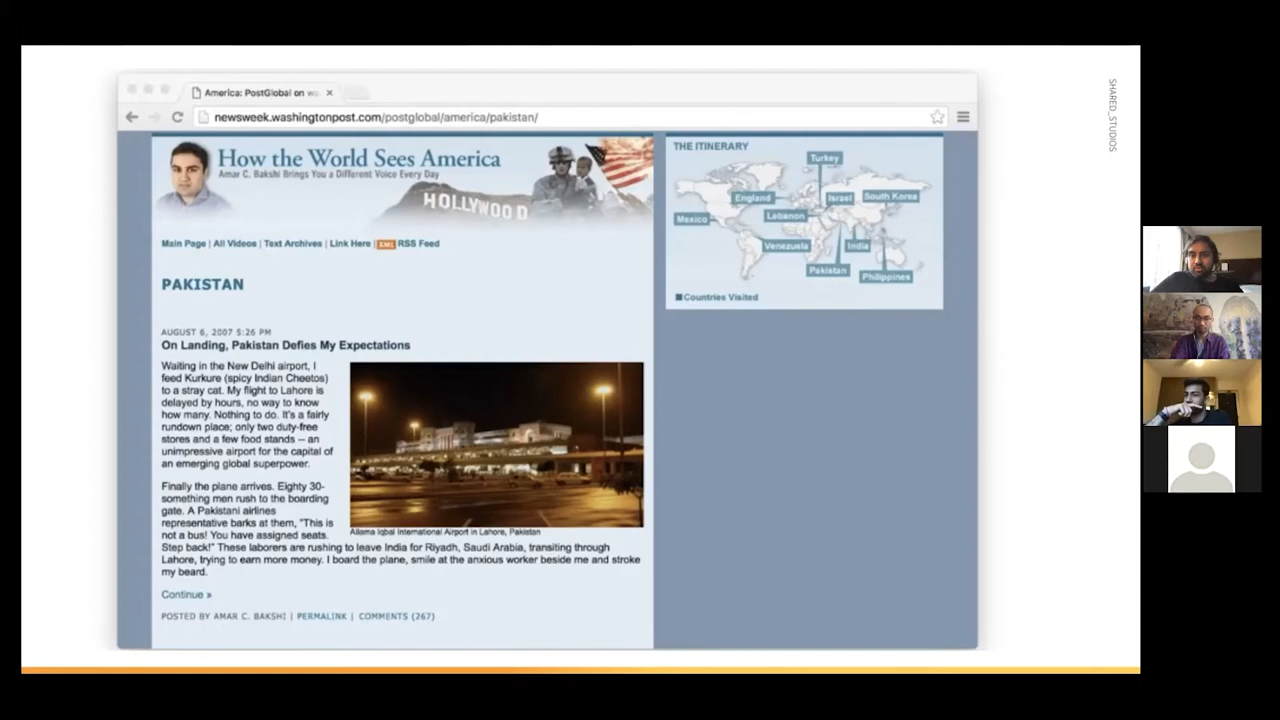 America: PostGlobal on wa
newsweek.washingtonpost.com/postglobal/america/pakistan/
How the World Sees America
Amar C. Bakshi Brings You a Different Voice Every Day
HOLLYWOOD
Main Page | All Videos | Text Archives | Link Here | XML RSS Feed
PAKISTAN
AUGUST 6, 2007 5:26 PM
On Landing, Pakistan Defies My Expectations
Waiting in the New Delhi airport, I
feed Kurkure (spicy Indian Cheetos)
to a stray cat. My flight to Lahore is
delayed by hours, no way to know
how many. Nothing to do. It's a fairly
rundown place; only two duty-free
stores and a few food stands -- an
unimpressive airport for the capital of
an emerging global superpower.
Finally the plane arrives. Eighty 30-
something men rush to the boarding
gate. A Pakistani airlines
representative barks at them, "This is
not a bus! You have assigned seats.
Step back!" These laborers are rushing to leave India for Riyadh, Saudi Arabia, transiting through
Lahore, trying to earn more money. I board the plane, smile at the anxious worker beside me and stroke
my beard.
Allama Iqbal International Airport in Lahore, Pakistan
Continue »
POSTED BY AMAR C. BAKSHI | PERMALINK | COMMENTS (267)
THE ITINERARY
Turkey
England
Israel
South Korea
Mexico
Lebanon
Venezuela
India
Pakistan
Philippines
Countries Visited
SHARED_STUDIOS